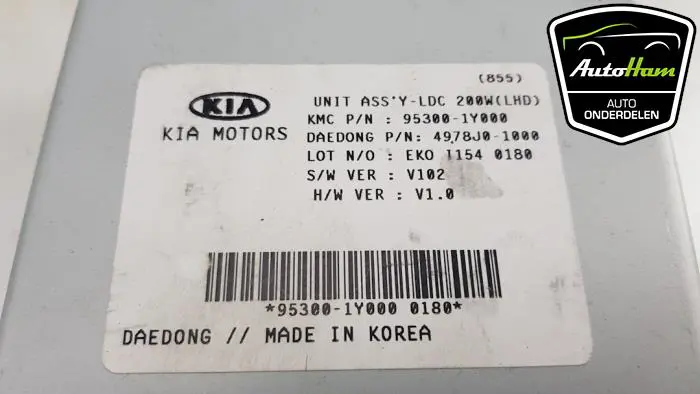 (855)
KIA
KIA MOTORS
UNIT ASS'Y-LDC 200W(LHD)
KMC P/N : 95300-1Y000
DAEDONG P/N: 4978J0-1000
LOT N/O : EKO 1154 0180
S/W VER : V102
H/W VER : V1.0
*95300-1Y000 0180*
DAEDONG // MADE IN KOREA
AutoHam
AUTO
ONDERDELEN